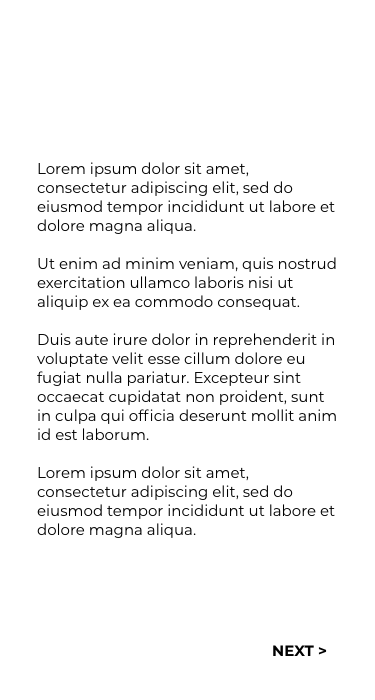 Lorem ipsum dolor sit amet,
consectetur adipiscing elit, sed do
eiusmod tempor incididunt ut labore et
dolore magna aliqua.
Ut enim ad minim veniam, quis nostrud
exercitation ullamco laboris nisi ut
aliquip ex ea commodo consequat.
Duis aute irure dolor in reprehenderit in
voluptate velit esse cillum dolore eu
fugiat nulla pariatur. Excepteur sint
occaecat cupidatat non proident, sunt
in culpa qui officia deserunt mollit anim
id est laborum.
Lorem ipsum dolor sit amet,
consectetur adipiscing elit, sed do
eiusmod tempor incididunt ut labore et
dolore magna aliqua.
NEXT >